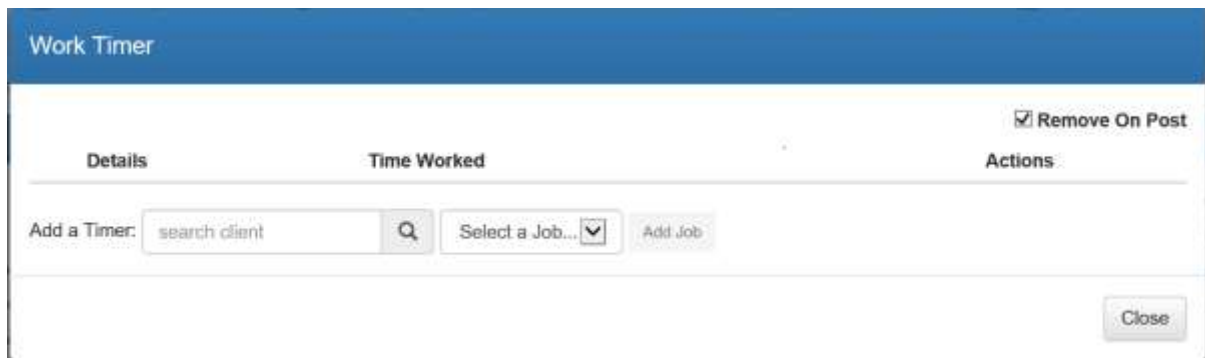 Work Timer
Remove On Post
Details Time Worked Actions
Add a Timer: search client Select a Job... Add Job
Close